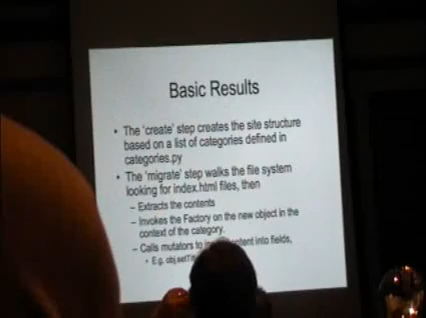 Basic Results
• The 'create' step creates the site structure
based on a list of categories defined in
categories.py
• The 'migrate' step walks the file system
looking for index.html files, then
– Extracts the contents
– Invokes the Factory on the new object in the
context of the category.
– Calls mutators to into fields,
• E.g.